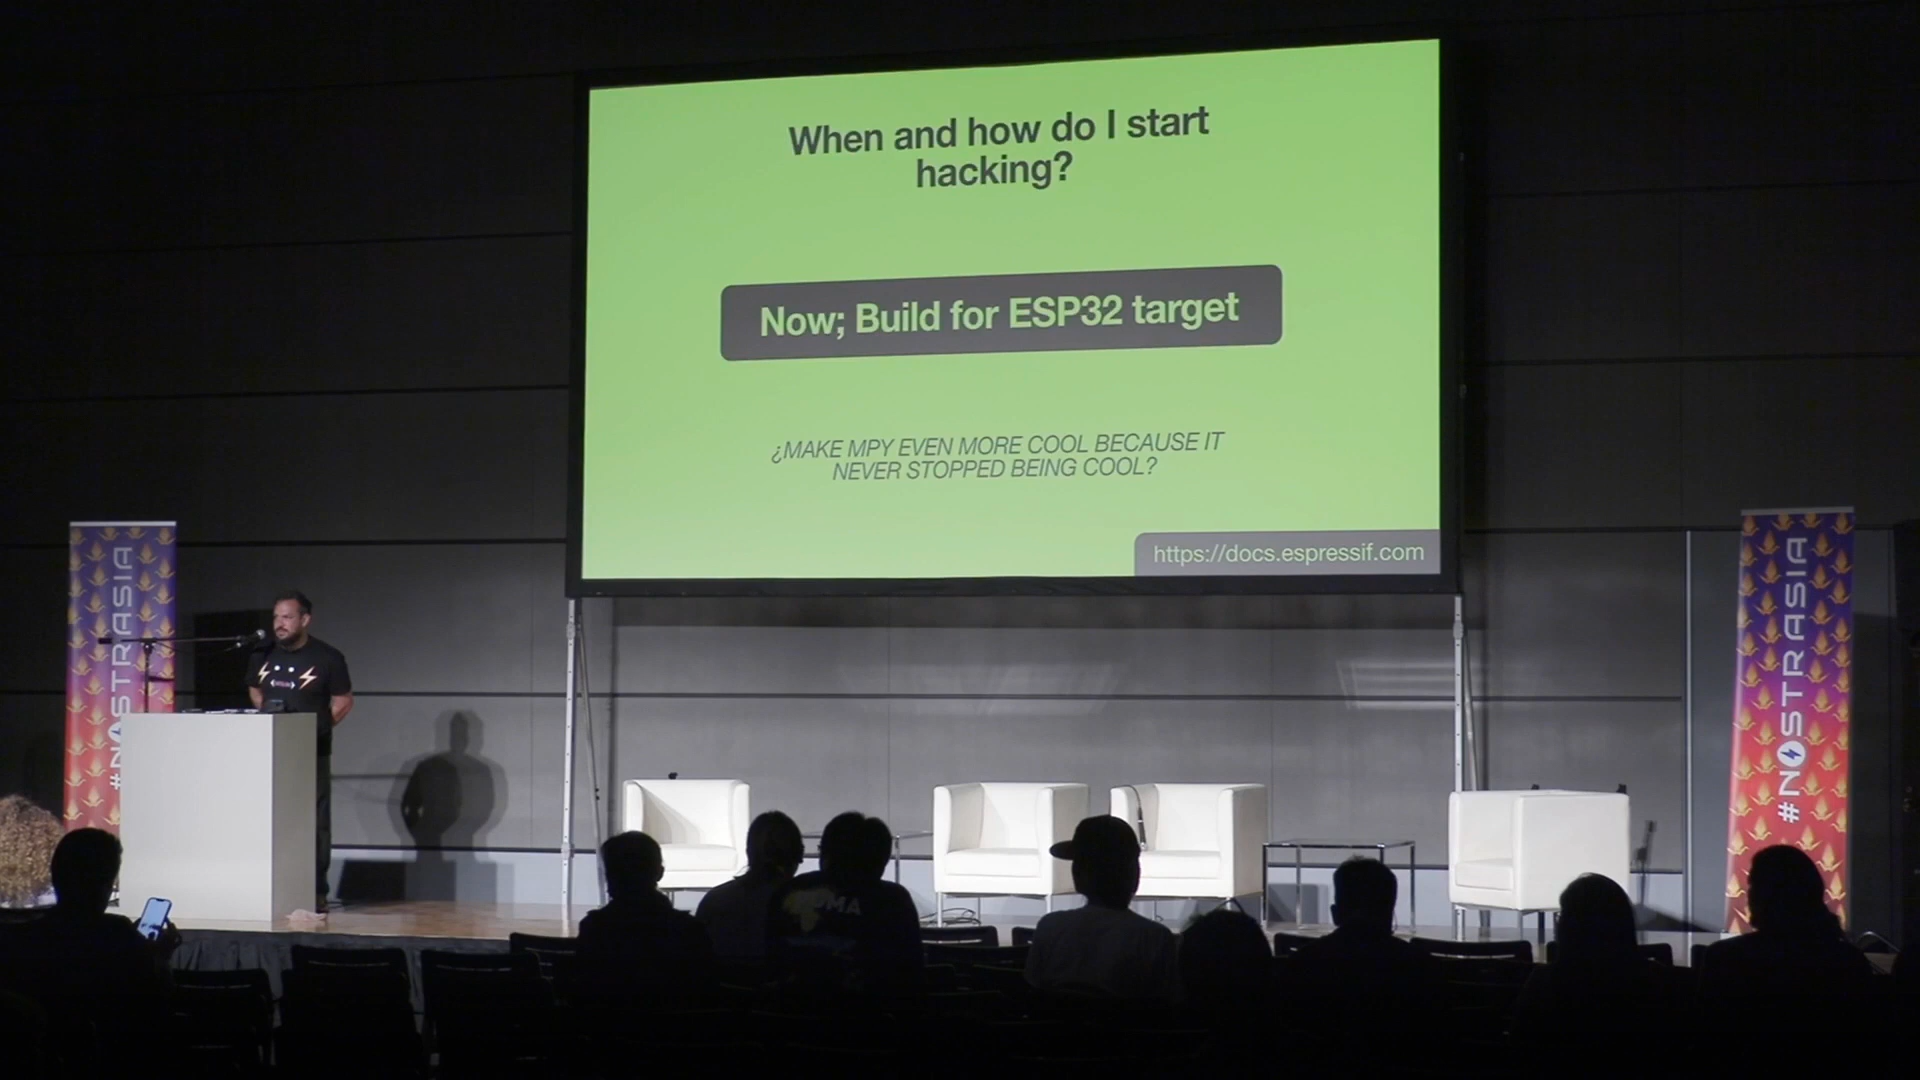 When and how do I start
hacking?
Now; Build for ESP32 target
¿MAKE MPY EVEN MORE COOL BECAUSE IT
NEVER STOPPED BEING COOL?
https://docs.espressif.com
#NOSTRASIA
#NOSTRASIA
MA